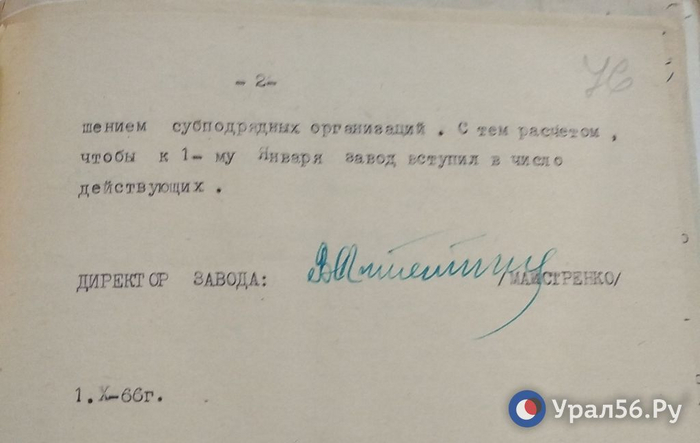 - 2-
шением субподрядных организаций . С тем расчетом ,
чтобы к 1- му Января завод вступил в число
действующих .
ДИРЕКТОР ЗАВОДА: /МАЙСТРЕНКО/
1.X-66г.
Урал56.Ру